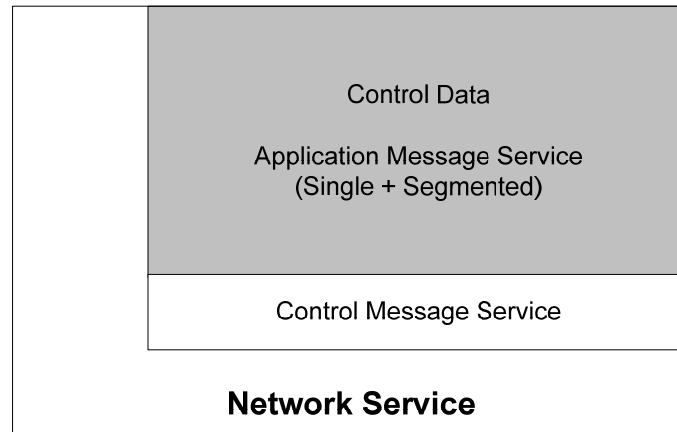 Control Data
Application Message Service
(Single + Segmented)
Control Message Service
Network Service